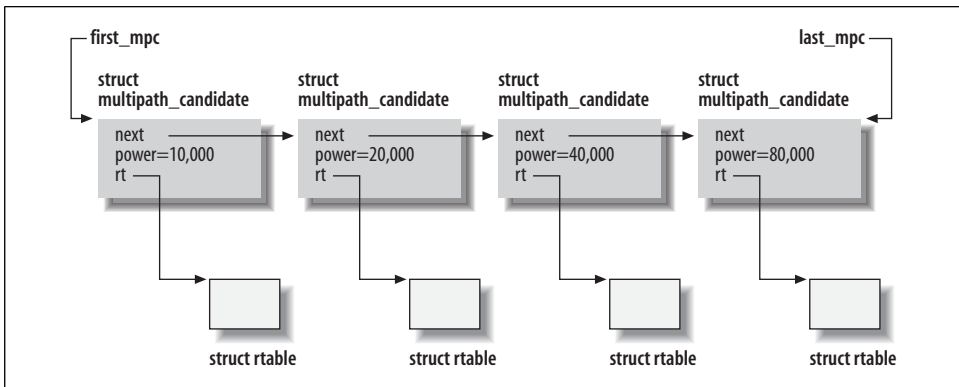 first_mpc
last_mpc
struct
multipath_candidate
struct
multipath_candidate
struct
multipath_candidate
struct
multipath_candidate
next
power=10,000
rt
next
power=20,000
rt
next
power=40,000
rt
next
power=80,000
rt
struct rtable
struct rtable
struct rtable
struct rtable